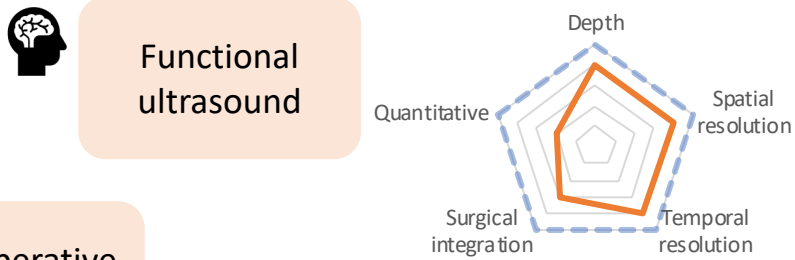 Functional
ultrasound
Depth
Spatial
resolution
Quantitative
Surgical
integration
Temporal
resolution